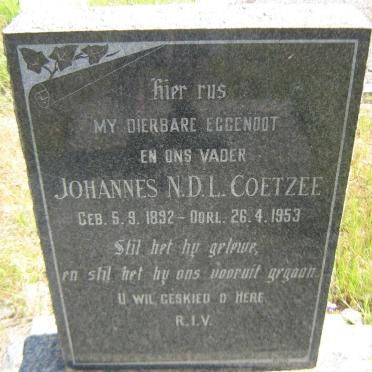 Hier rus
MY DIERBARE EGGENOOT
EN ONS VADER
JOHANNES N.D.L. COETZEE
GEB. 5.9.1892 - OORL. 26.4.1953
Stil het hy gelewe,
en stil het hy ons vooruit gegaan.
U WIL GESKIED O HERE
R.I.V.